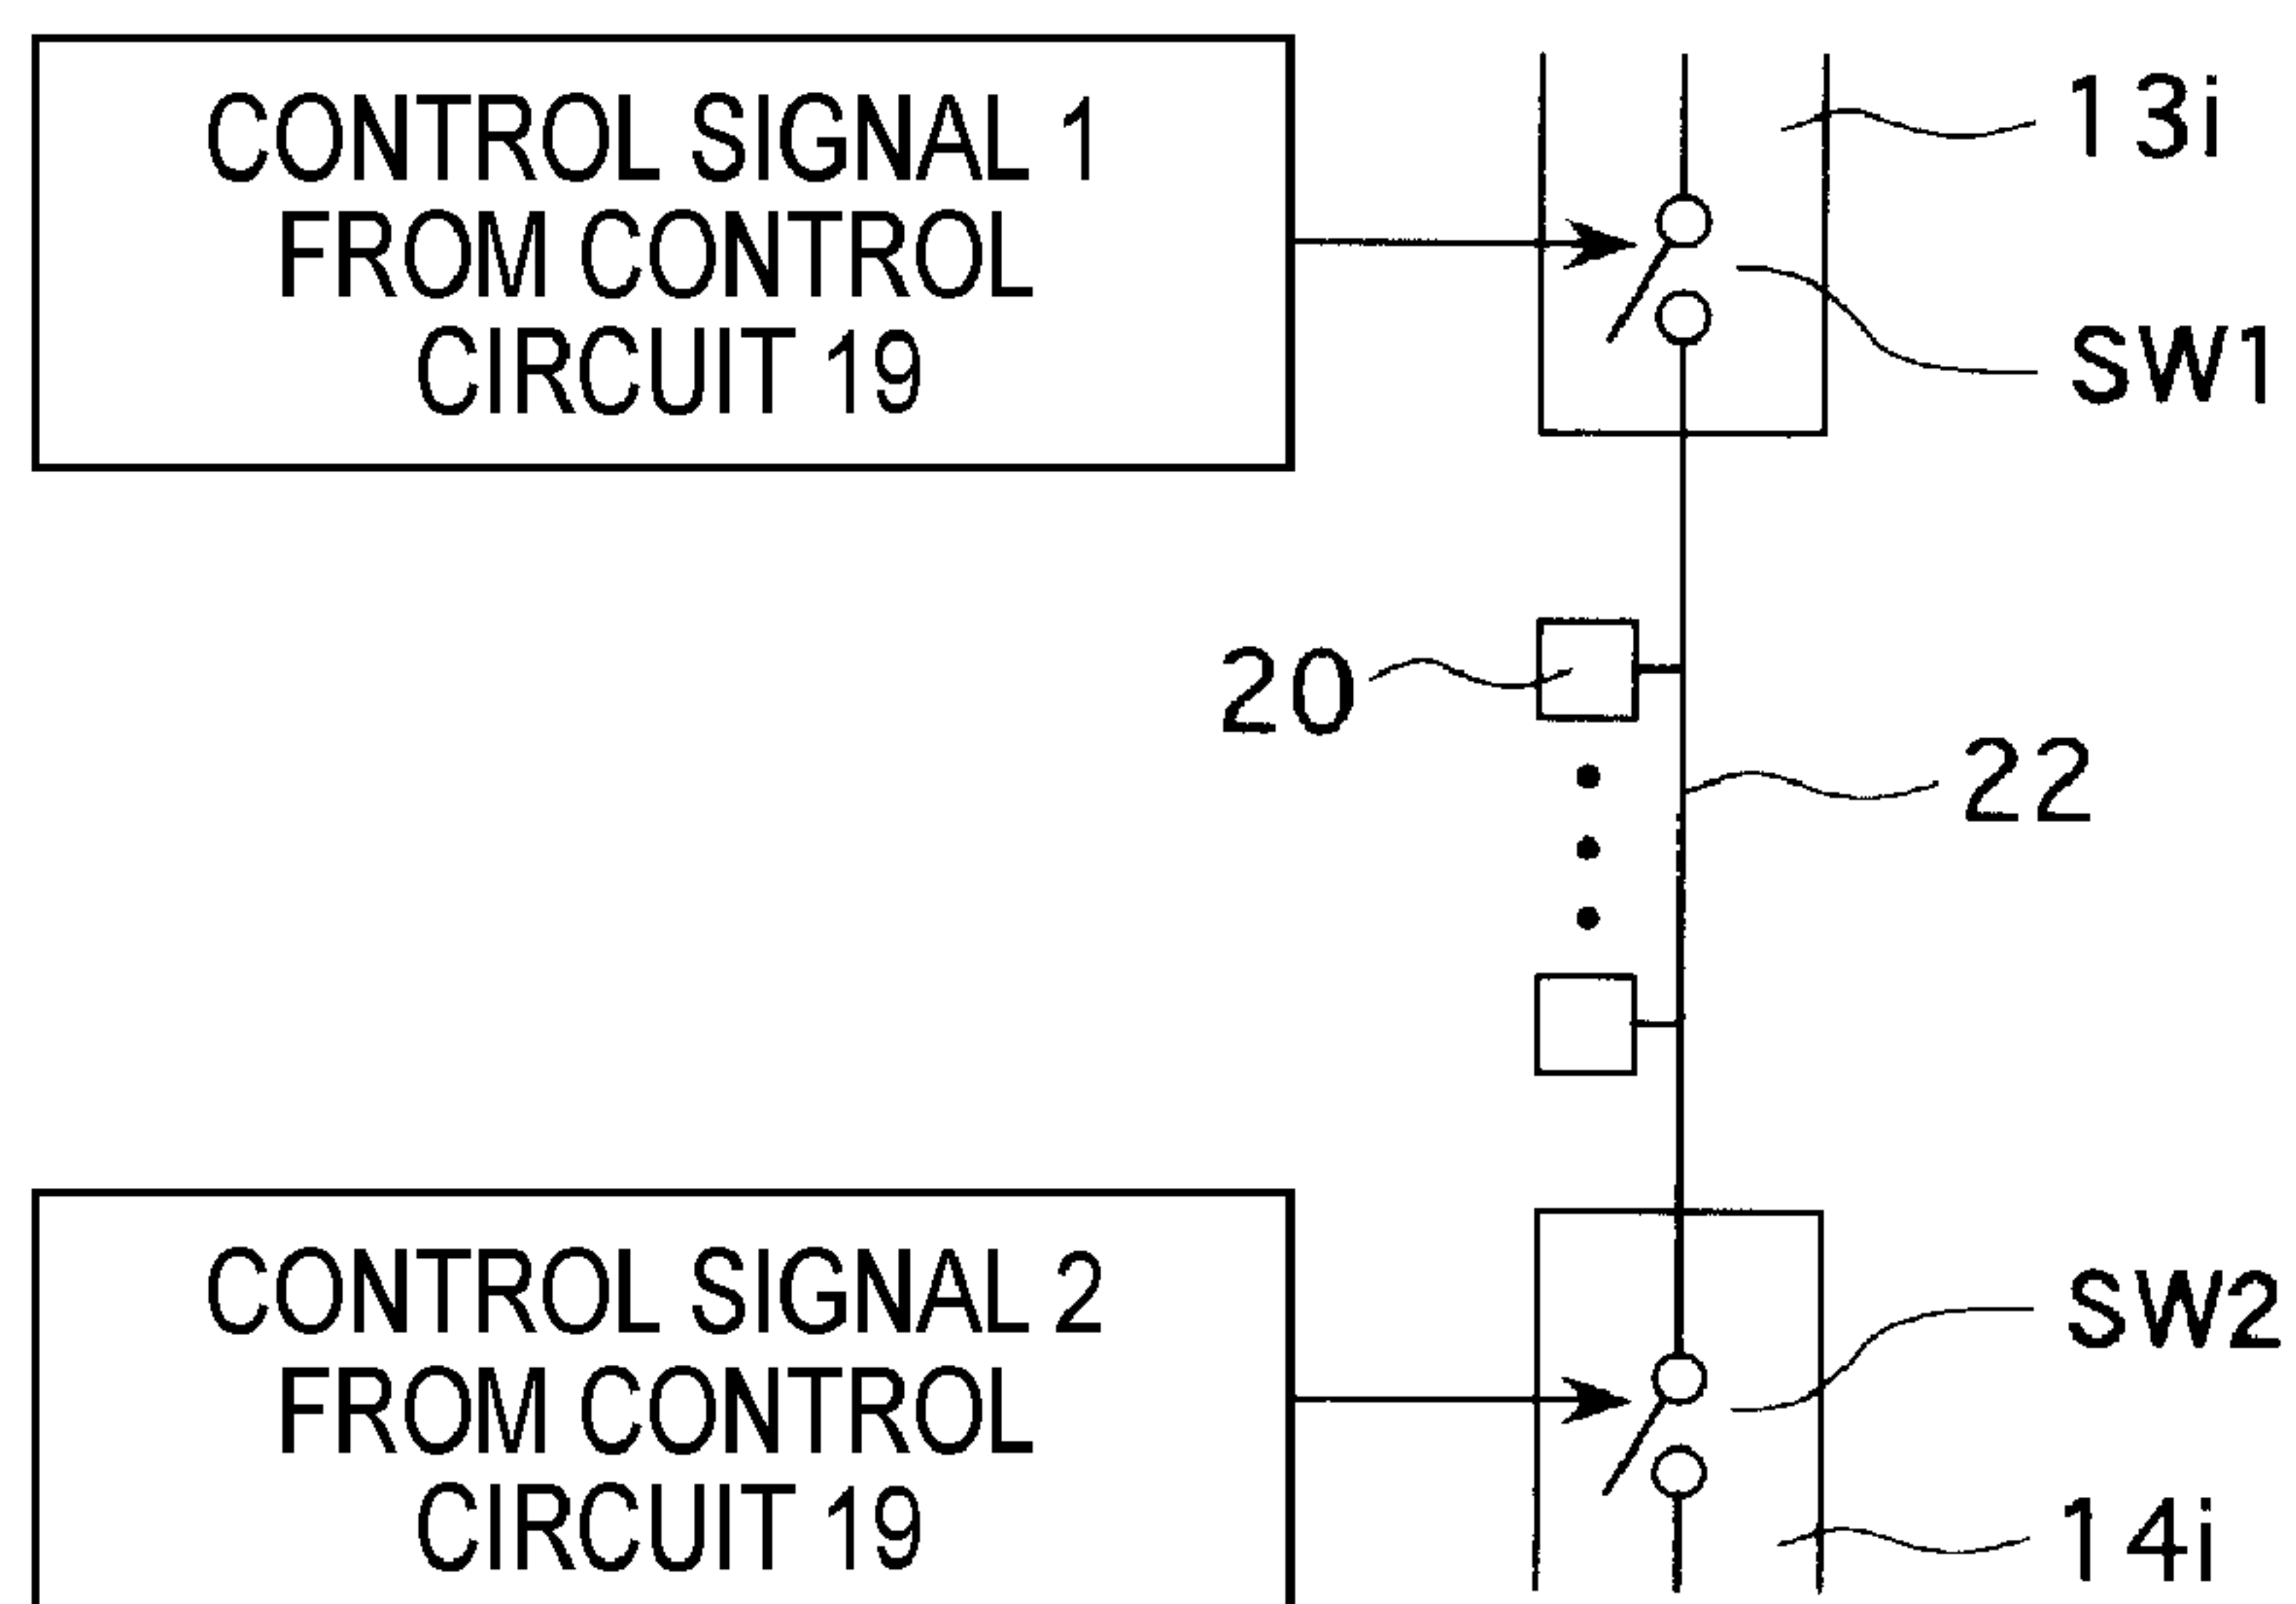 CONTROL SIGNAL 1
FROM CONTROL
CIRCUIT 19
13i
SW1
20
22
CONTROL SIGNAL 2
FROM CONTROL
CIRCUIT 19
SW2
14i